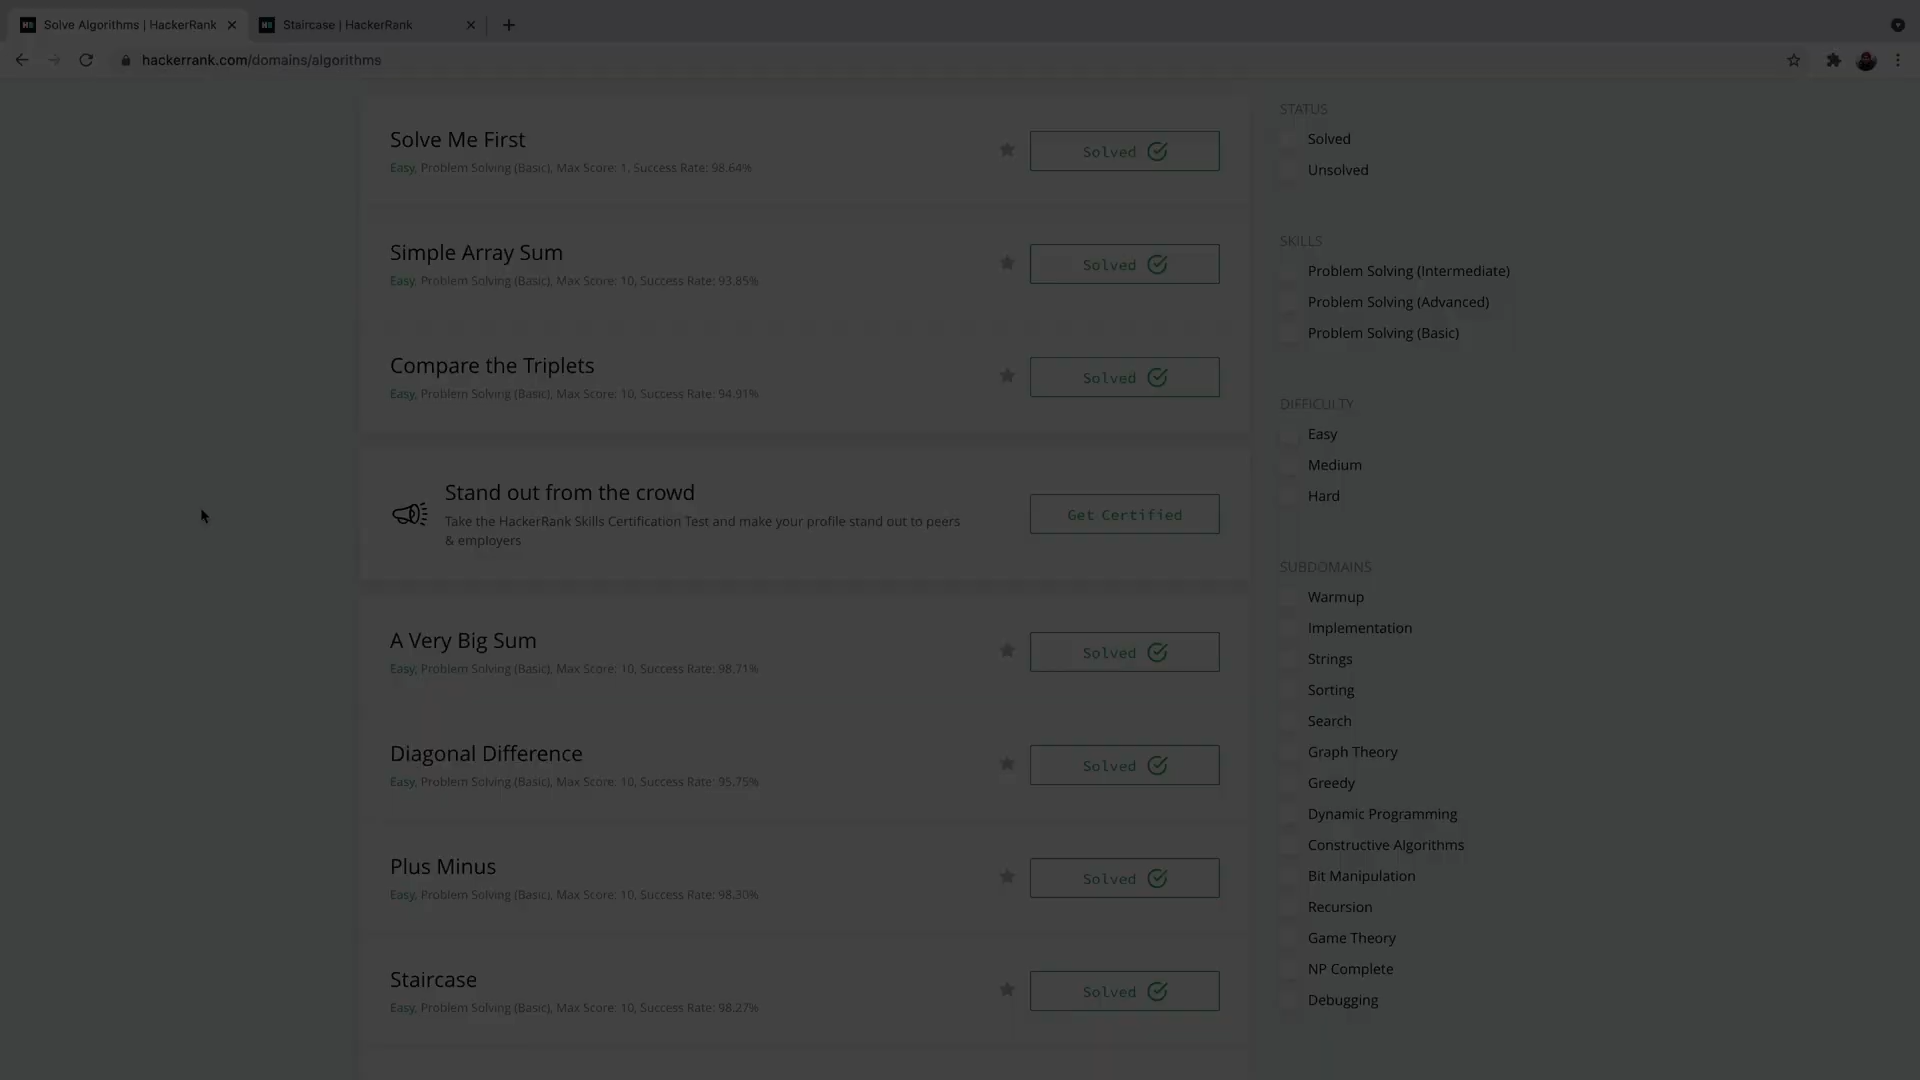 Solve Algorithms | HackerRank
Staircase | HackerRank
hackerrank.com/domains/algorithms
Solve Me First
Easy, Problem Solving (Basic), Max Score: 1, Success Rate: 98.64%
Solved
Simple Array Sum
Easy, Problem Solving (Basic), Max Score: 10, Success Rate: 93.85%
Solved
Compare the Triplets
Easy, Problem Solving (Basic), Max Score: 10, Success Rate: 94.91%
Solved
Stand out from the crowd
Take the HackerRank Skills Certification Test and make your profile stand out to peers
& employers
Get Certified
A Very Big Sum
Easy, Problem Solving (Basic), Max Score: 10, Success Rate: 98.71%
Solved
Diagonal Difference
Easy, Problem Solving (Basic), Max Score: 10, Success Rate: 95.75%
Solved
Plus Minus
Easy, Problem Solving (Basic), Max Score: 10, Success Rate: 98.30%
Solved
Staircase
Easy, Problem Solving (Basic), Max Score: 10, Success Rate: 98.27%
Solved
STATUS
Solved
Unsolved
SKILLS
Problem Solving (Intermediate)
Problem Solving (Advanced)
Problem Solving (Basic)
DIFFICULTY
Easy
Medium
Hard
SUBDOMAINS
Warmup
Implementation
Strings
Sorting
Search
Graph Theory
Greedy
Dynamic Programming
Constructive Algorithms
Bit Manipulation
Recursion
Game Theory
NP Complete
Debugging